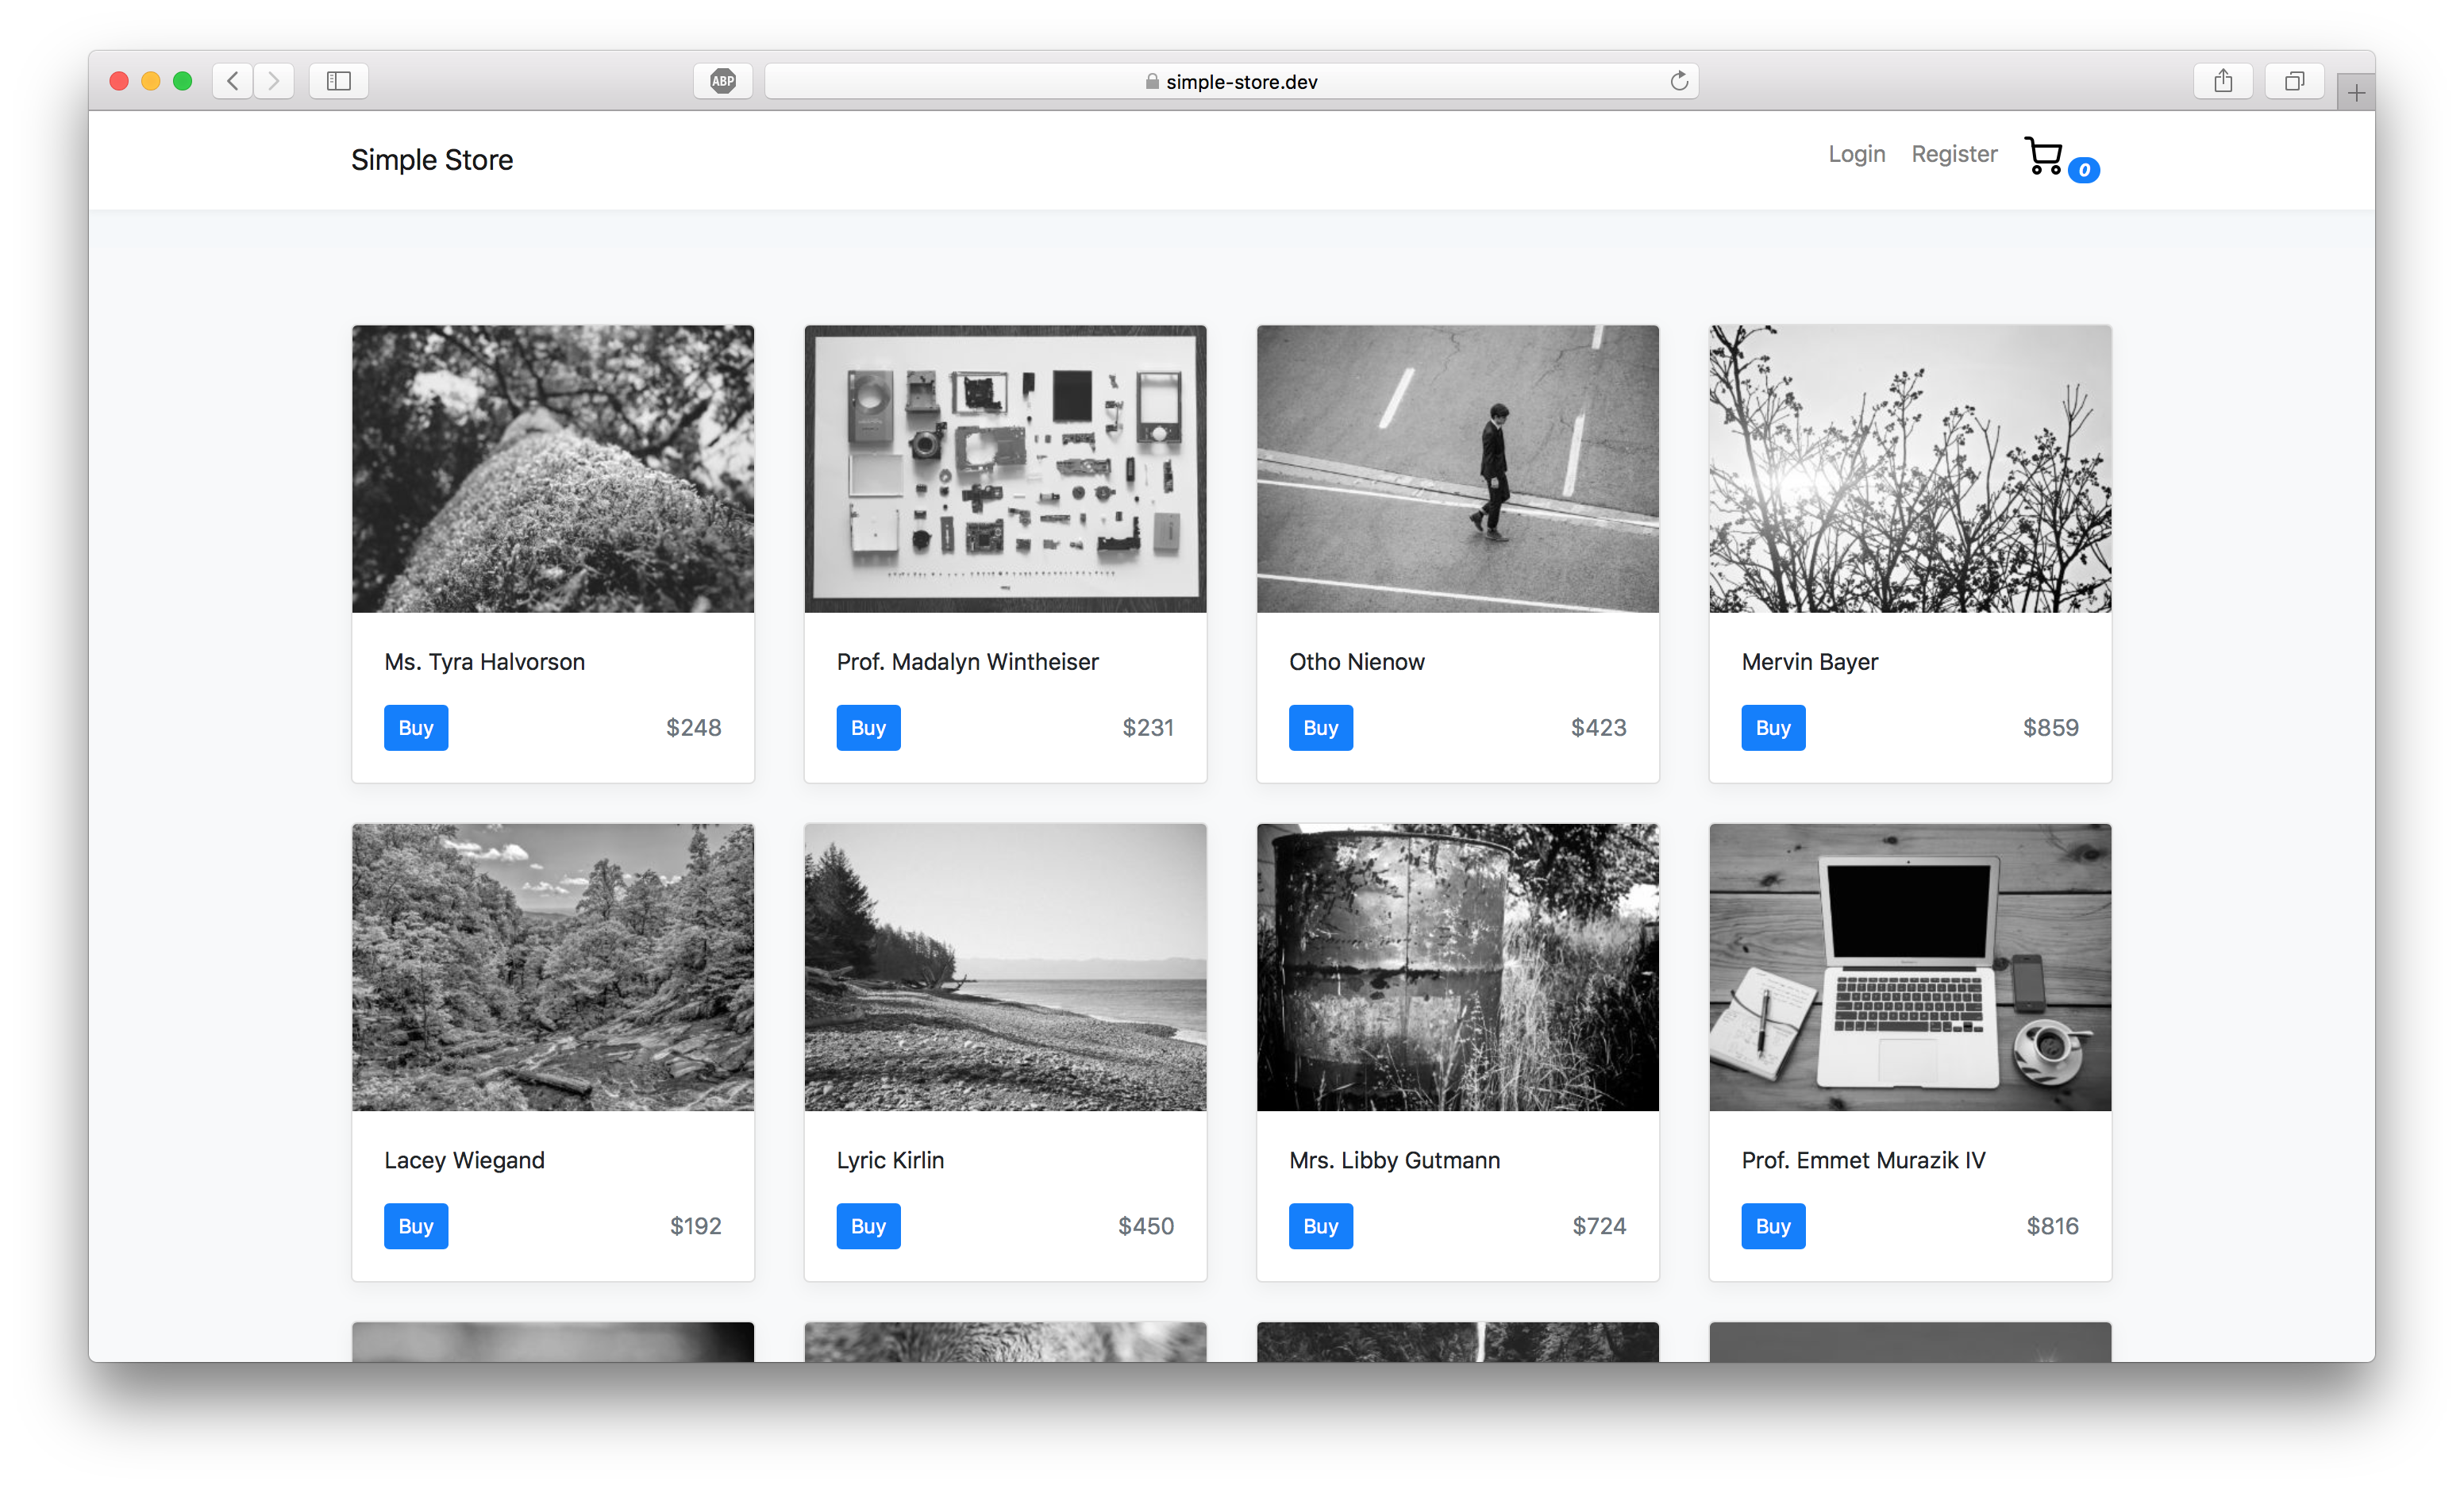 ABP
simple-store.dev
Simple Store
Login Register 0
Ms. Tyra Halvorson
Buy $248
Prof. Madalyn Wintheiser
Buy $231
Otho Nienow
Buy $423
Mervin Bayer
Buy $859
Lacey Wiegand
Buy $192
Lyric Kirlin
Buy $450
Mrs. Libby Gutmann
Buy $724
Prof. Emmet Murazik IV
Buy $816